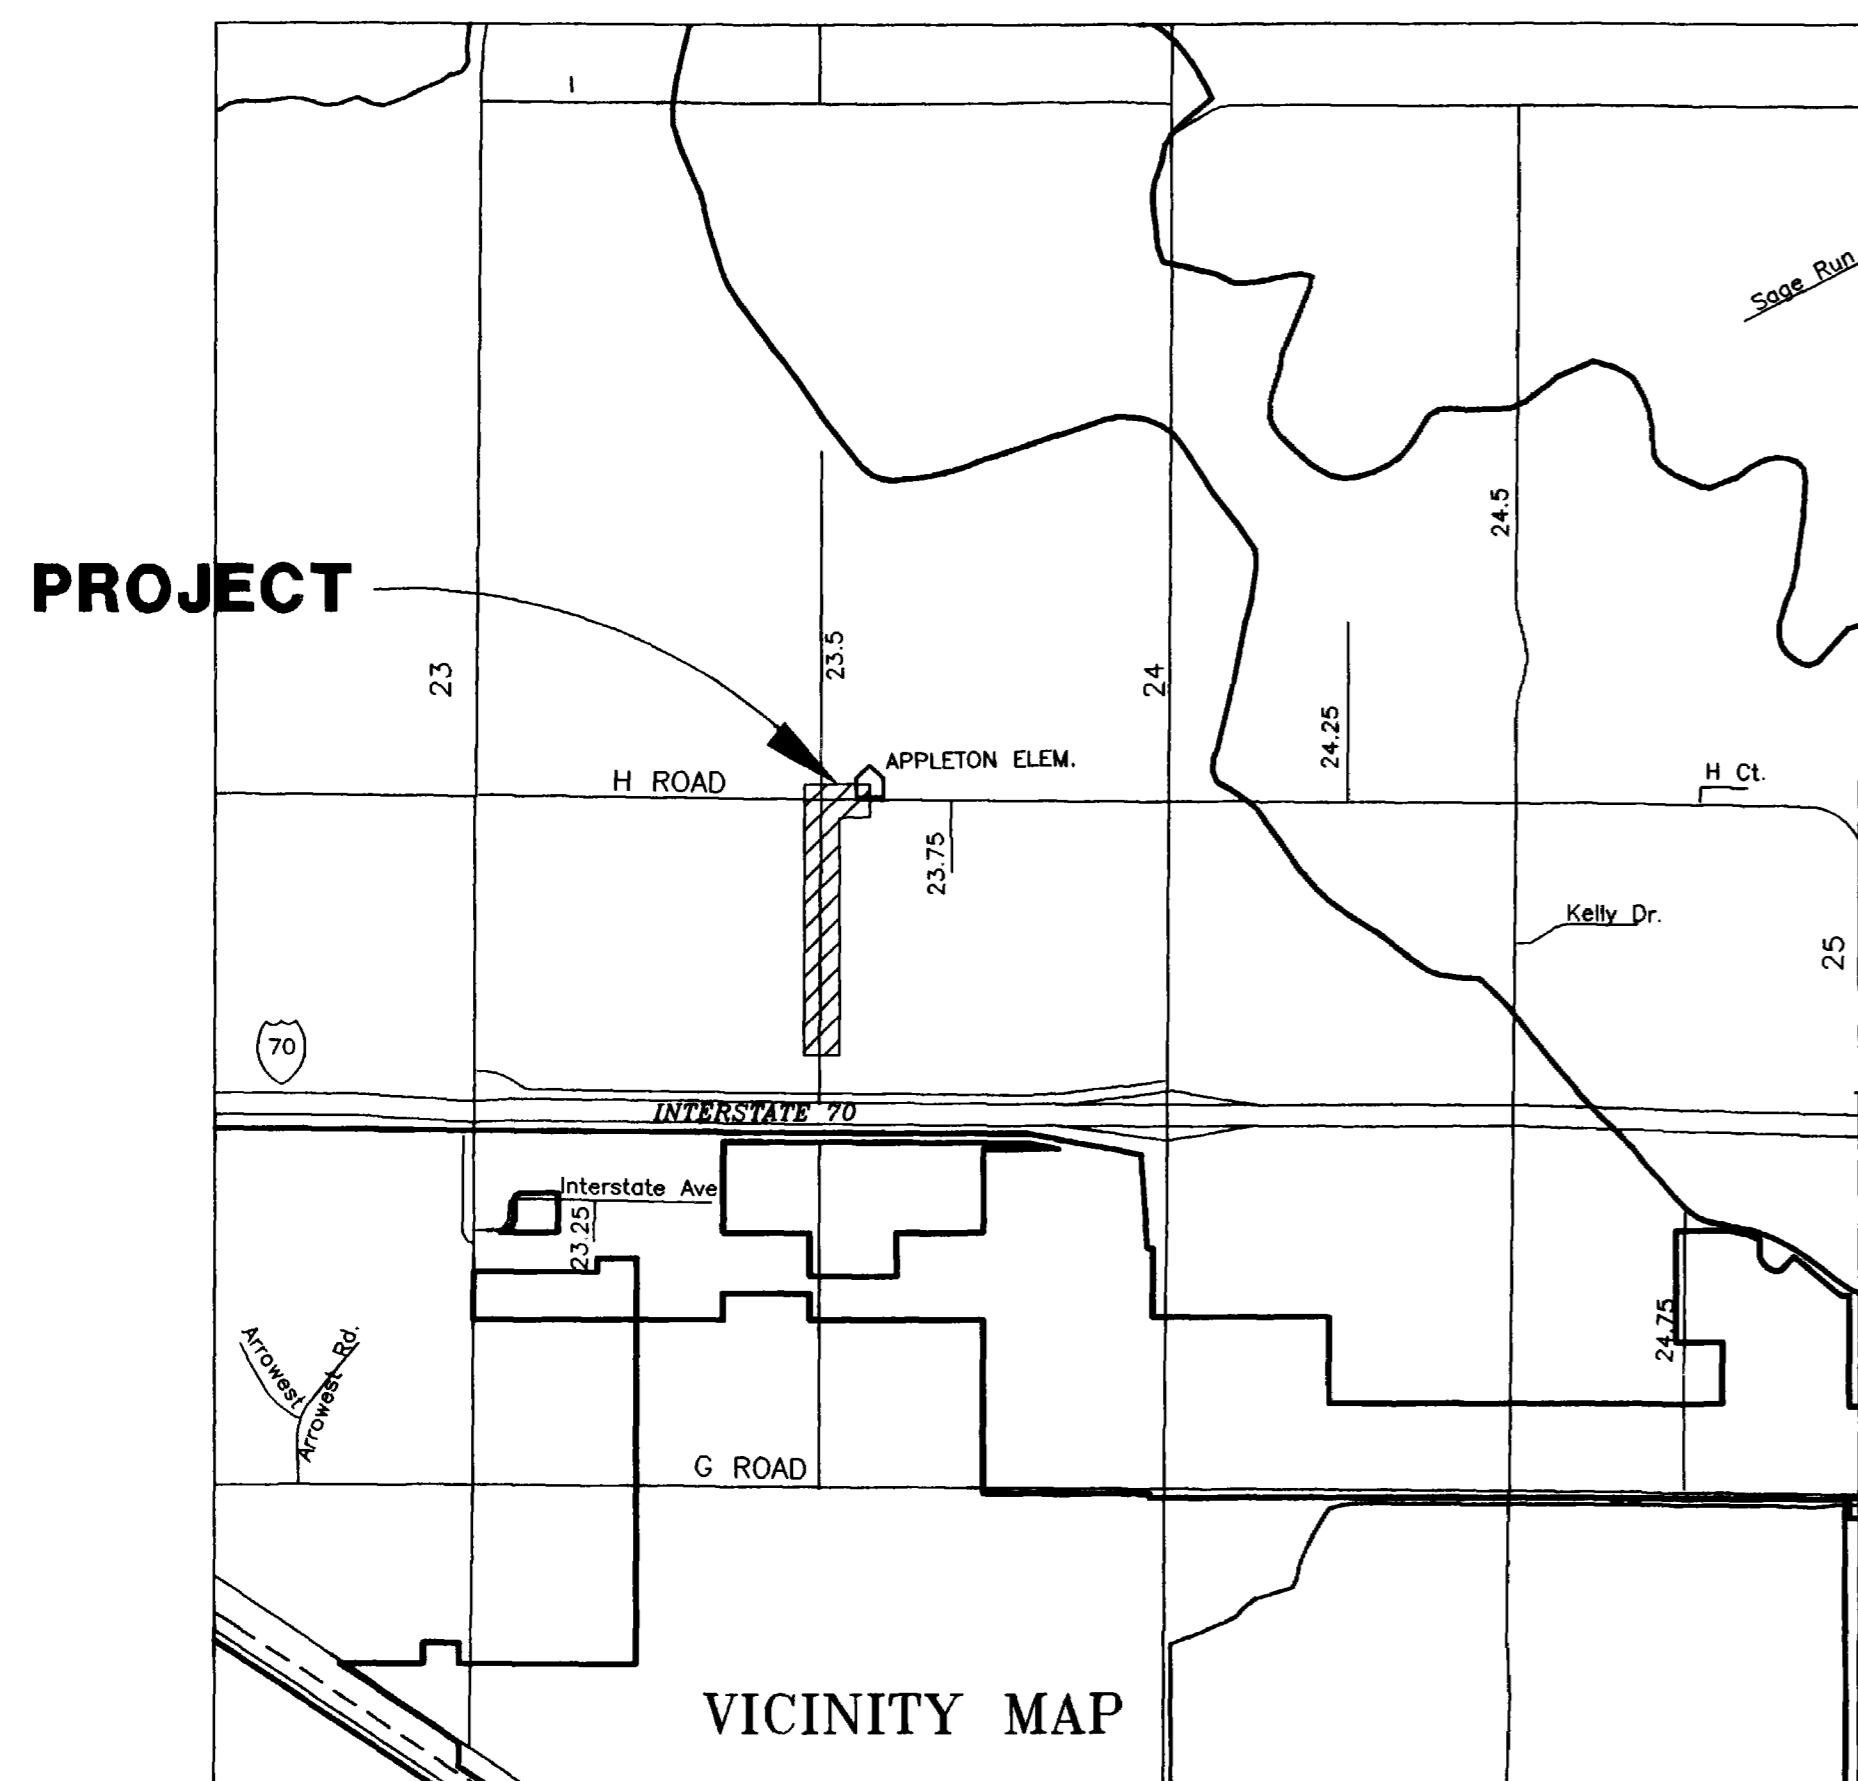 I
Sage Run
24.5
PROJECT
23.5
23
24
24.25
APPLETON ELEM.
H ROAD
H Ct.
23.75
Kelly Dr.
25
70
INTERSTATE 70
Interstate Ave
23.25
24.75
Arrowest
Arrowest Rd.
G ROAD
VICINITY MAP